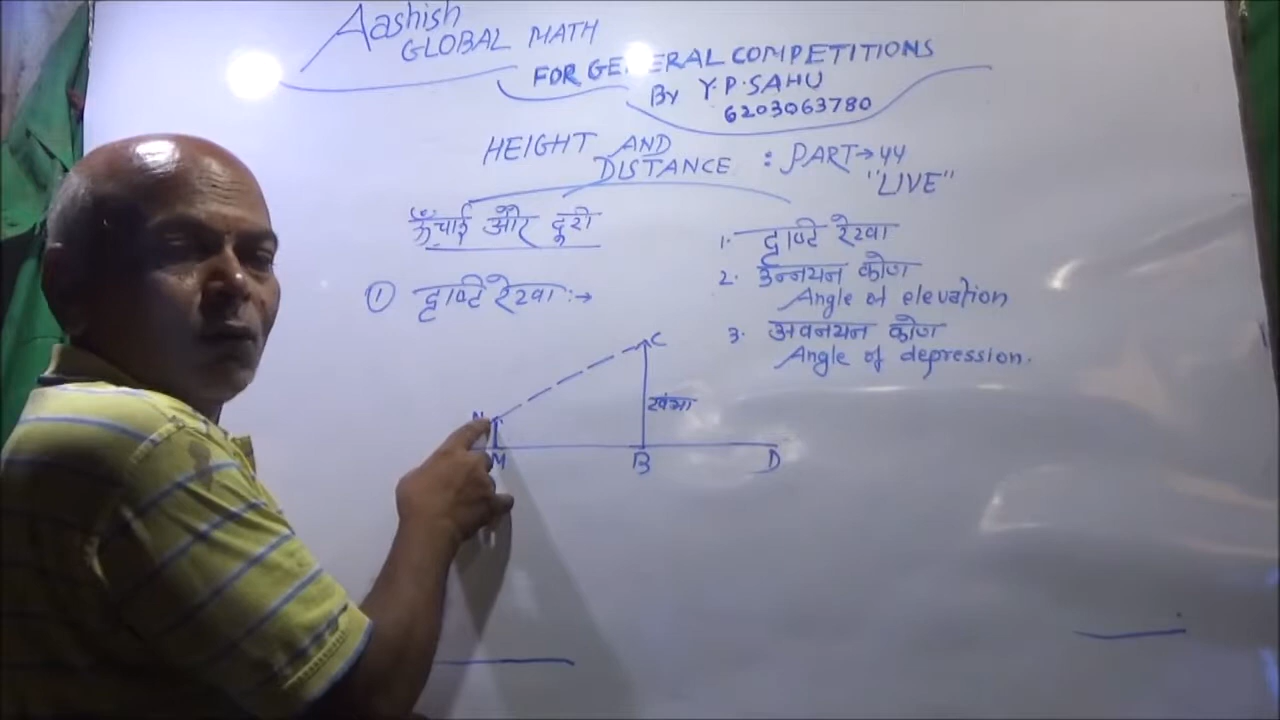 Aashish
GLOBAL MATH
FOR GENERAL COMPETITIONS
By Y.P.SAHU
6203063780
HEIGHT AND
DISTANCE : PART→44
"LIVE"
ऊँचाई और दूरी
1. दृष्टि रेखा
2. उन्नयन कोण
Angle of elevation
3. अवनयन कोण
Angle of depression.
① दृष्टि रेखा :→
C
खंभा
N
M
B
D